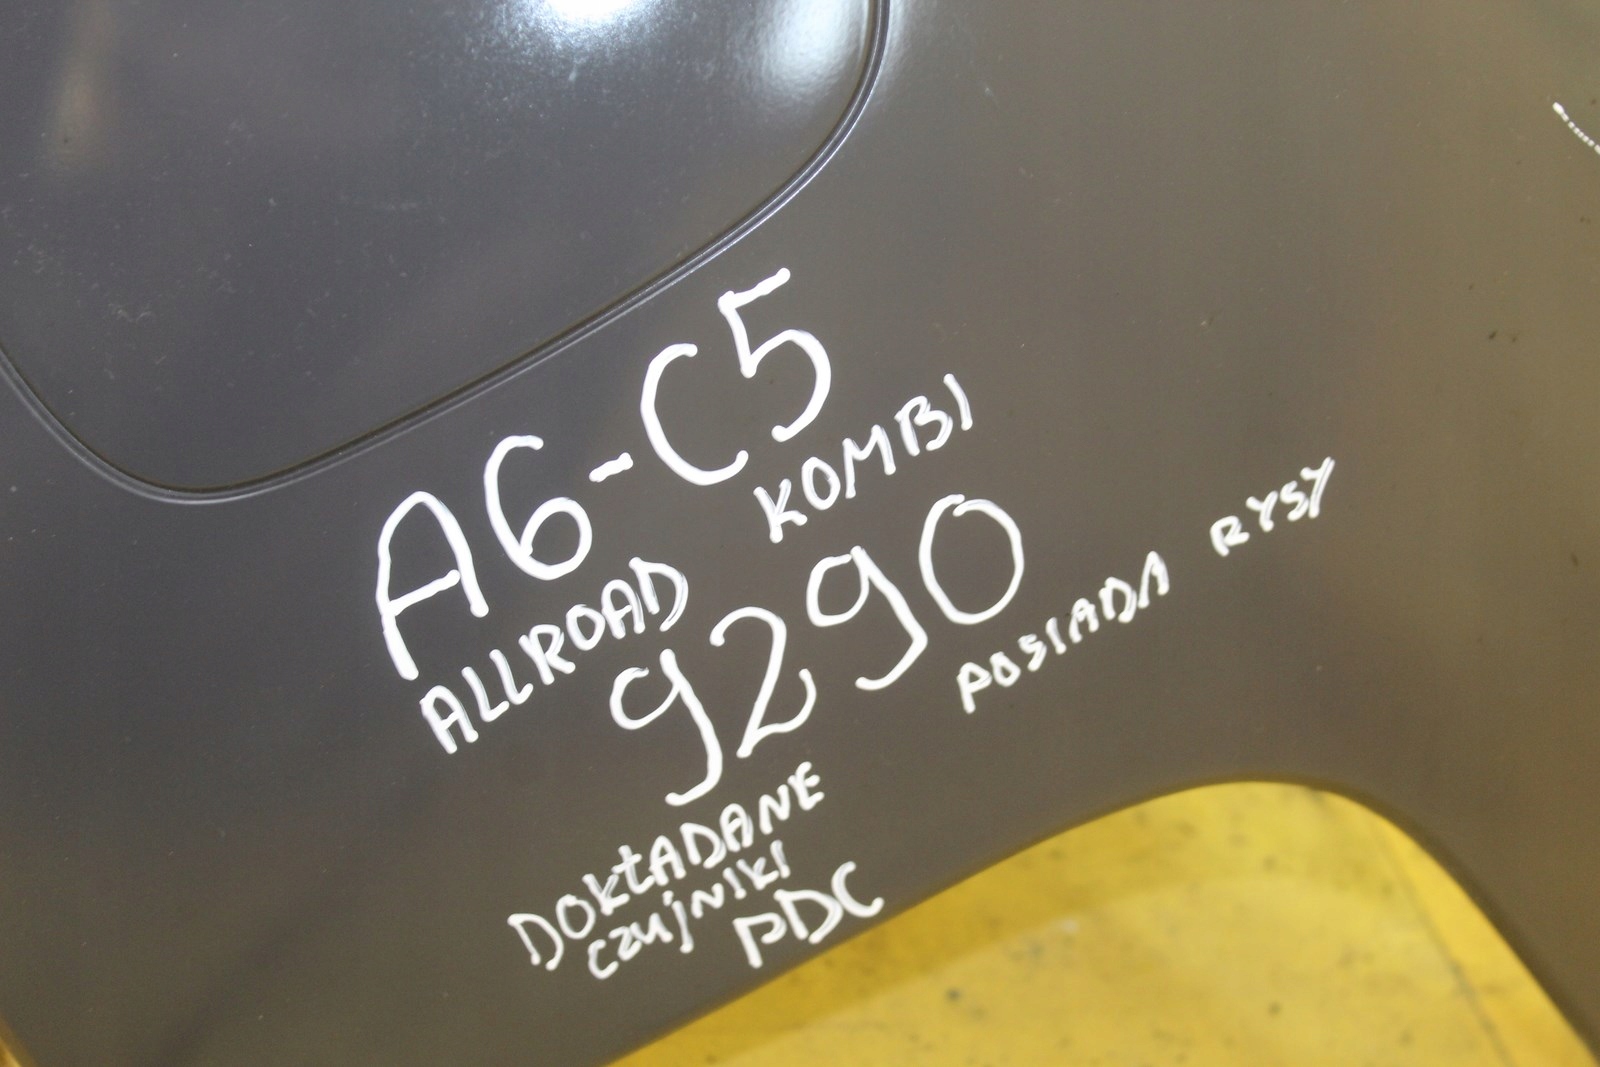 A6-C5
ALLROAD KOMBI
9290
POSIADA RYSY
DOKŁADANE
CZUJNIKI
PDC